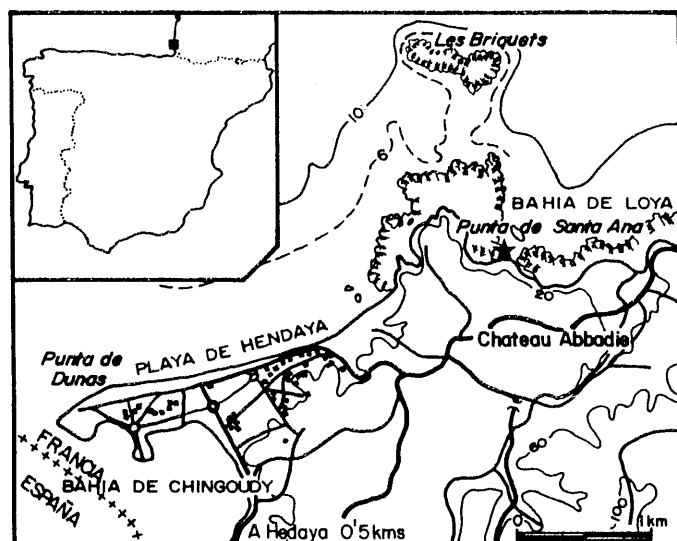 Les Briquets
10
6
BAHIA DE LOYA
Punta de Santa Ana
20
PLAYA DE HENDAYA
Chateau Abbadie
Punta de
Dunas
FRANCIA
ESPAÑA
BAHIA DE CHINGOUDY
60
100
A Hedaya 0'5kms
0
1km